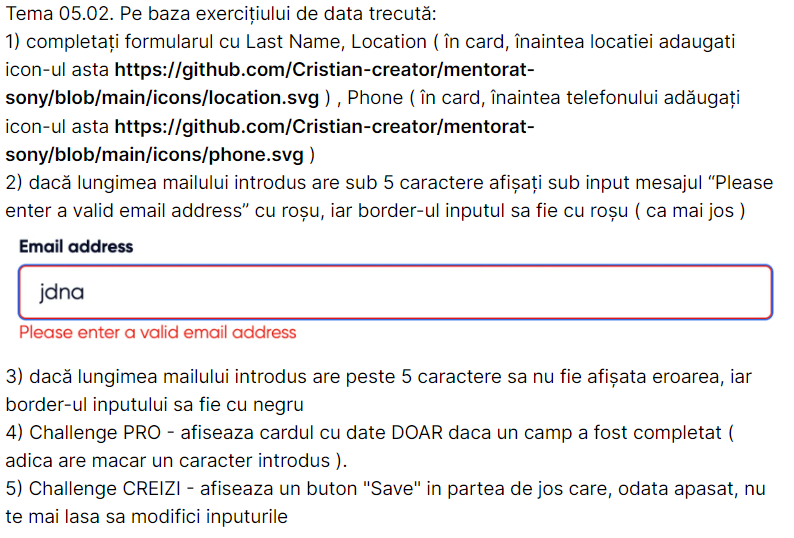 Tema 05.02. Pe baza exercițiului de data trecută:
1) completați formularul cu Last Name, Location ( în card, înaintea locatiei adaugati
icon-ul asta https://github.com/Cristian-creator/mentorat-
sony/blob/main/icons/location.svg ) , Phone ( în card, înaintea telefonului adăugați
icon-ul asta https://github.com/Cristian-creator/mentorat-
sony/blob/main/icons/phone.svg )
2) dacă lungimea mailului introdus are sub 5 caractere afișați sub input mesajul “Please
enter a valid email address” cu roșu, iar border-ul inputul sa fie cu roșu ( ca mai jos )
Email address
jdna
Please enter a valid email address
3) dacă lungimea mailului introdus are peste 5 caractere sa nu fie afișata eroarea, iar
border-ul inputului sa fie cu negru
4) Challenge PRO - afiseaza cardul cu date DOAR daca un camp a fost completat (
adica are macar un caracter introdus ).
5) Challenge CREIZI - afiseaza un buton "Save" in partea de jos care, odata apasat, nu
te mai lasa sa modifici inputurile